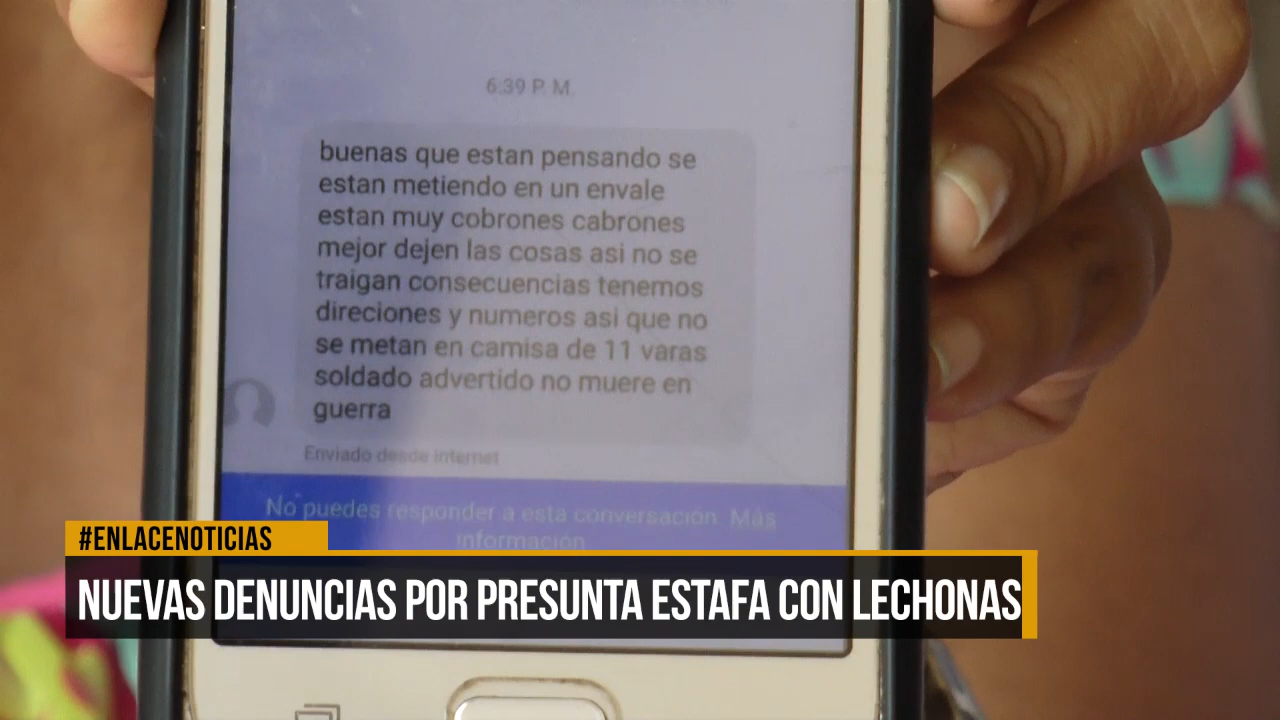 6:39 P. M.
buenas que estan pensando se
estan metiendo en un envale
estan muy cobrones cabrones
mejor dejen las cosas asi no se
traigan consecuencias tenemos
direciones y numeros asi que no
se metan en camisa de 11 varas
soldado advertido no muere en
guerra
Enviado desde internet
No puedes responder a esta conversación. Más
información
#ENLACENOTICIAS
NUEVAS DENUNCIAS POR PRESUNTA ESTAFA CON LECHONAS